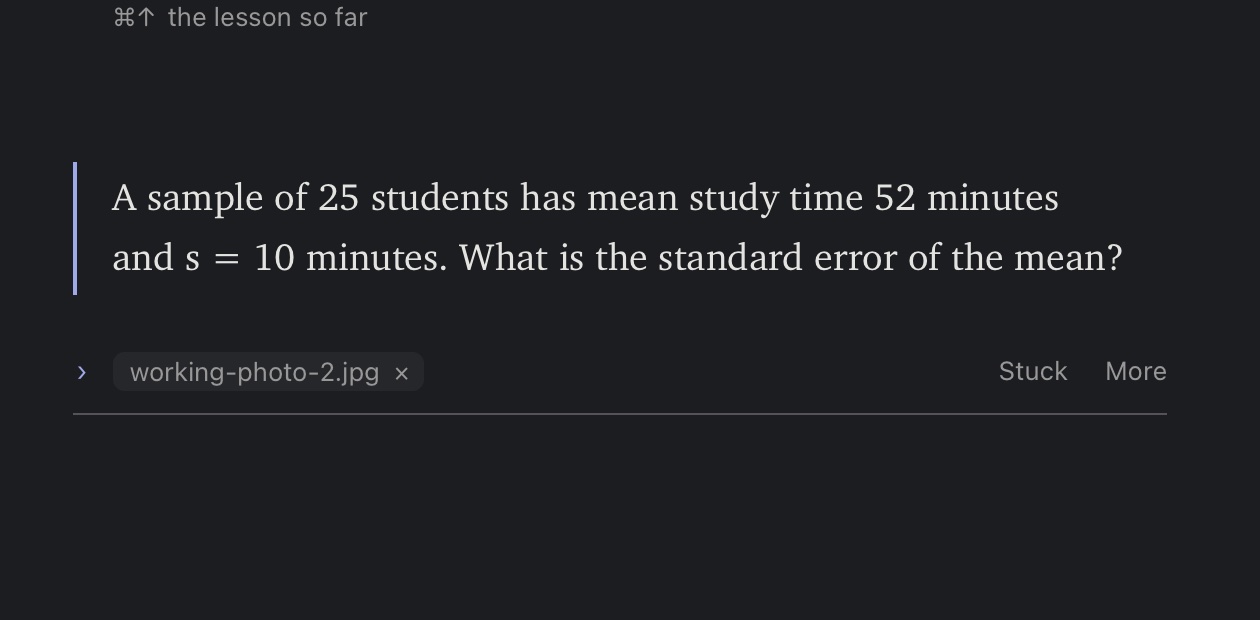 ⌘↑ the lesson so far
A sample of 25 students has mean study time 52 minutes
and s = 10 minutes. What is the standard error of the mean?
› working-photo-2.jpg × Stuck More